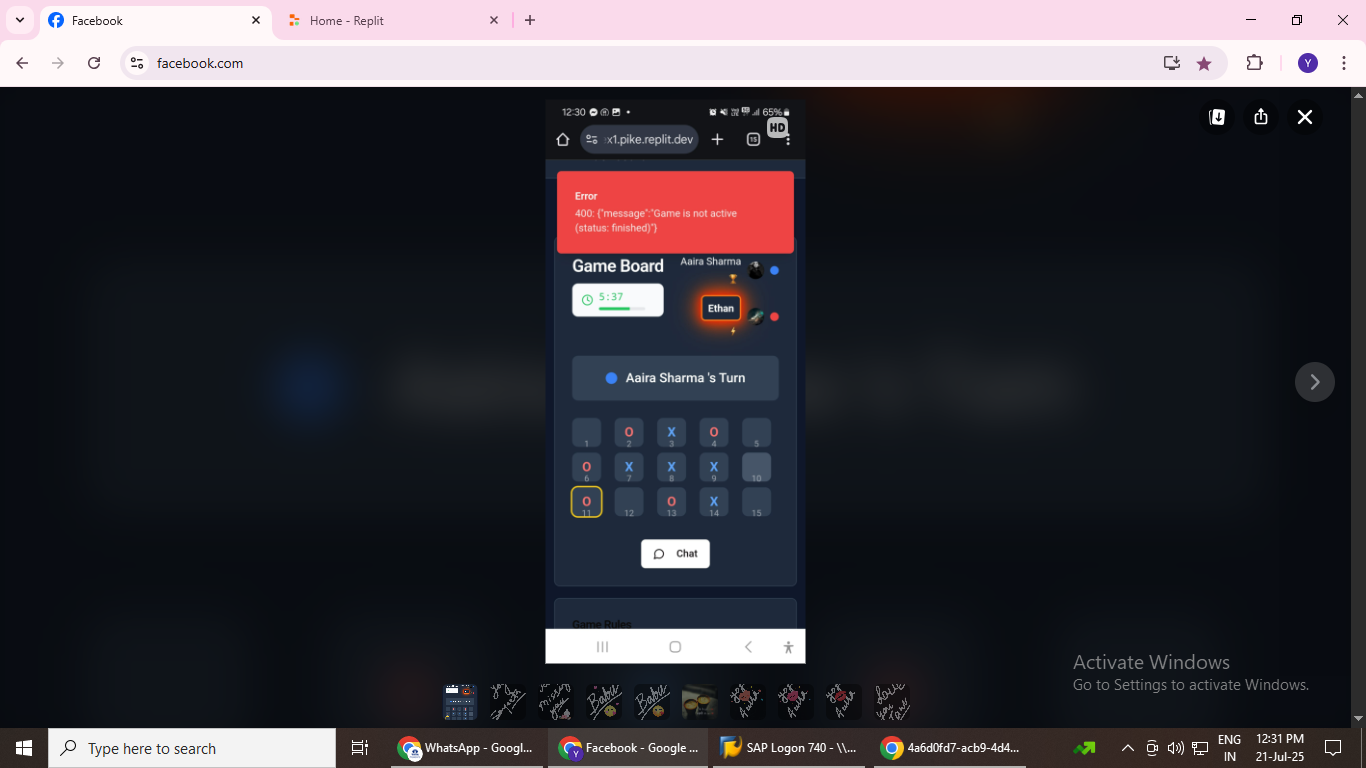 Facebook
Home - Replit
facebook.com
12:30
65%
HD
x1.pike.replit.dev
15
Error
400: {"message":"Game is not active
(status: finished)"}
Game Board
Aaira Sharma
5:37
Ethan
Aaira Sharma 's Turn
1
O 2
X 3
O 4
5
O 6
X 7
X 8
X 9
10
O 11
12
O 13
X 14
15
Chat
Game Rules
Activate Windows
Go to Settings to activate Windows.
Type here to search
WhatsApp - Googl...
Facebook - Google ...
SAP Logon 740 - \\...
4a6d0fd7-acb9-4d4...
ENG
IN
12:31 PM
21-Jul-25
Y